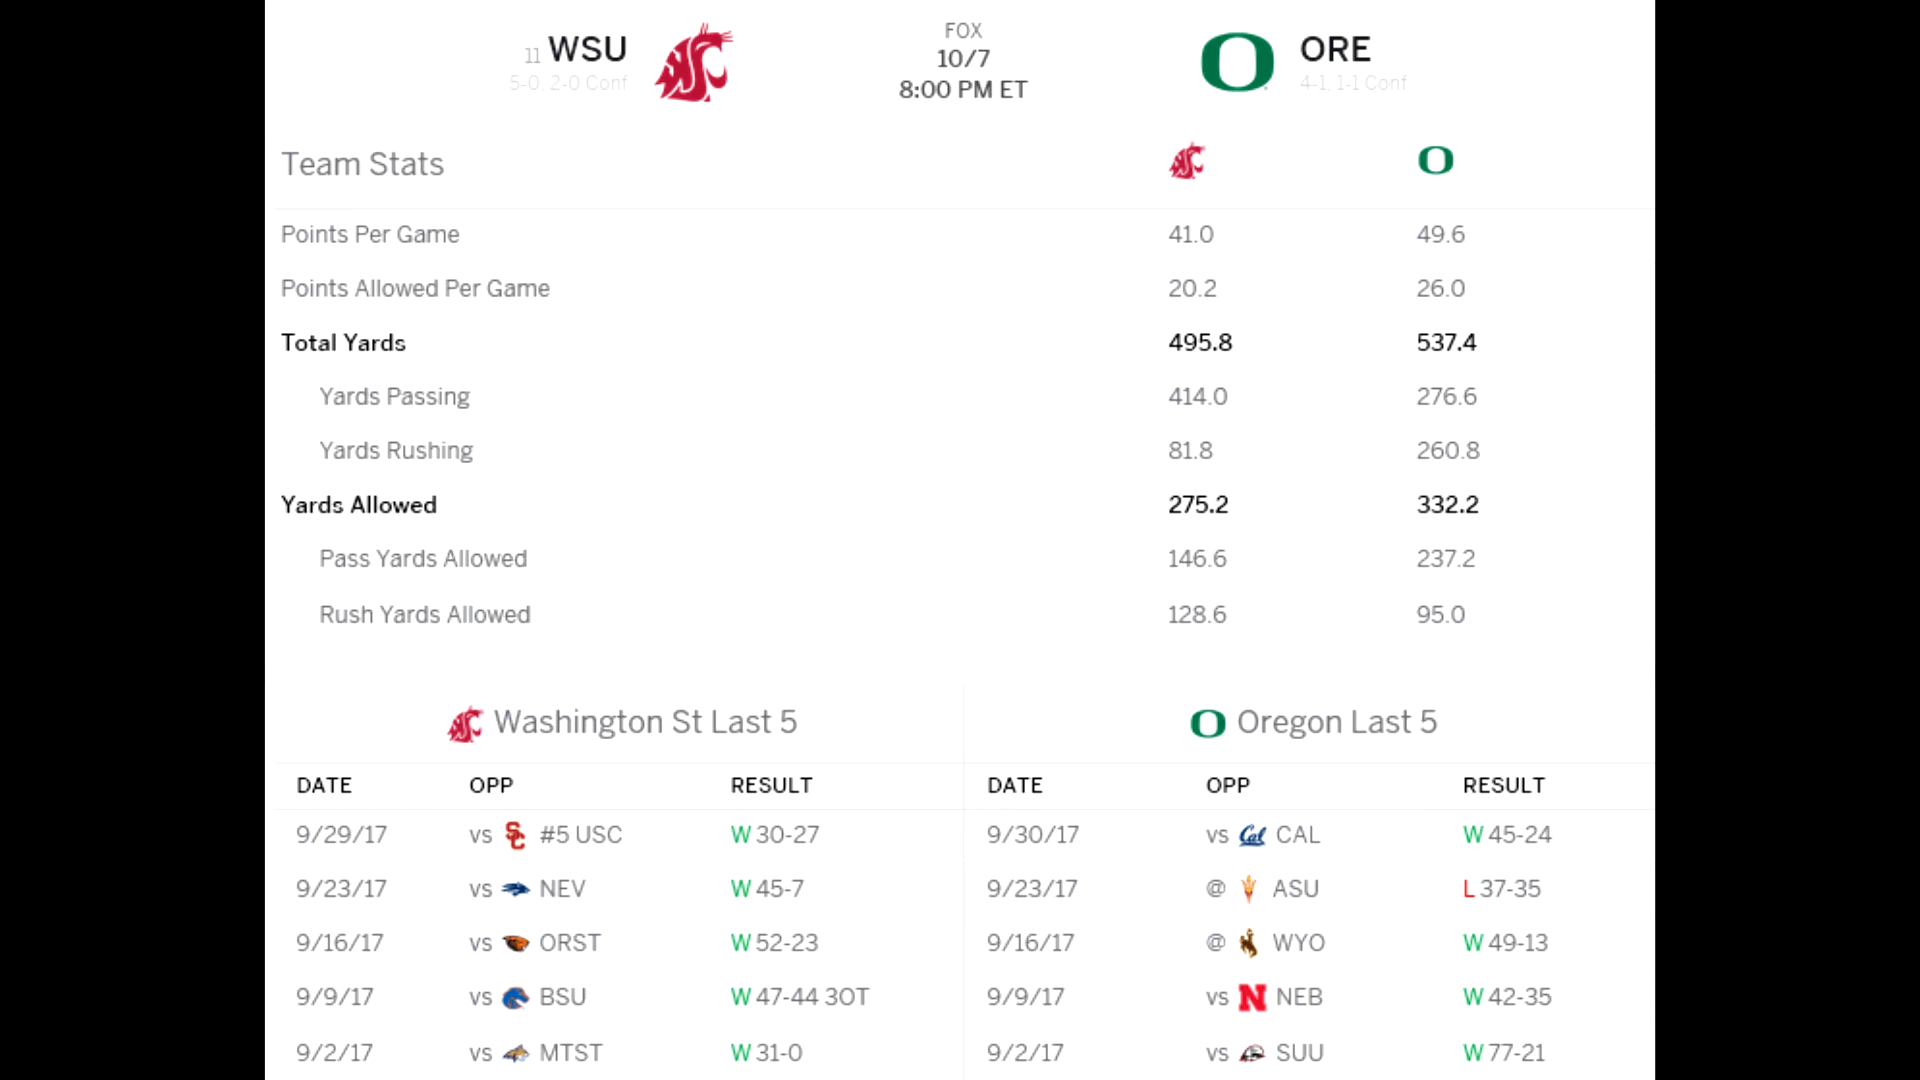 11 WSU
5-0, 2-0 Conf
FOX
10/7
8:00 PM ET
ORE
4-1, 1-1 Conf
Team Stats
Points Per Game 41.0 49.6
Points Allowed Per Game 20.2 26.0
Total Yards 495.8 537.4
Yards Passing 414.0 276.6
Yards Rushing 81.8 260.8
Yards Allowed 275.2 332.2
Pass Yards Allowed 146.6 237.2
Rush Yards Allowed 128.6 95.0
Washington St Last 5
DATE OPP RESULT
9/29/17 vs #5 USC W 30-27
9/23/17 vs NEV W 45-7
9/16/17 vs ORST W 52-23
9/9/17 vs BSU W 47-44 3OT
9/2/17 vs MTST W 31-0
Oregon Last 5
DATE OPP RESULT
9/30/17 vs CAL W 45-24
9/23/17 @ ASU L 37-35
9/16/17 @ WYO W 49-13
9/9/17 vs NEB W 42-35
9/2/17 vs SUU W 77-21